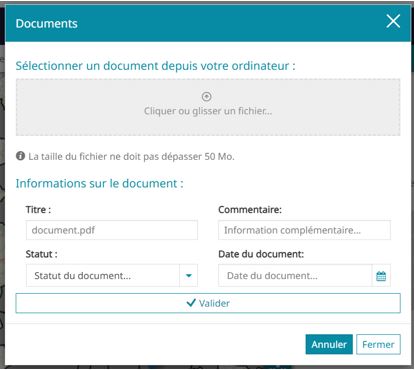 Documents
Sélectionner un document depuis votre ordinateur :
Cliquer ou glisser un fichier...
La taille du fichier ne doit pas dépasser 50 Mo.
Informations sur le document :
Titre : Commentaire:
document.pdf Information complémentaire...
Statut : Date du document:
Statut du document... Date du document...
Valider
Annuler Fermer